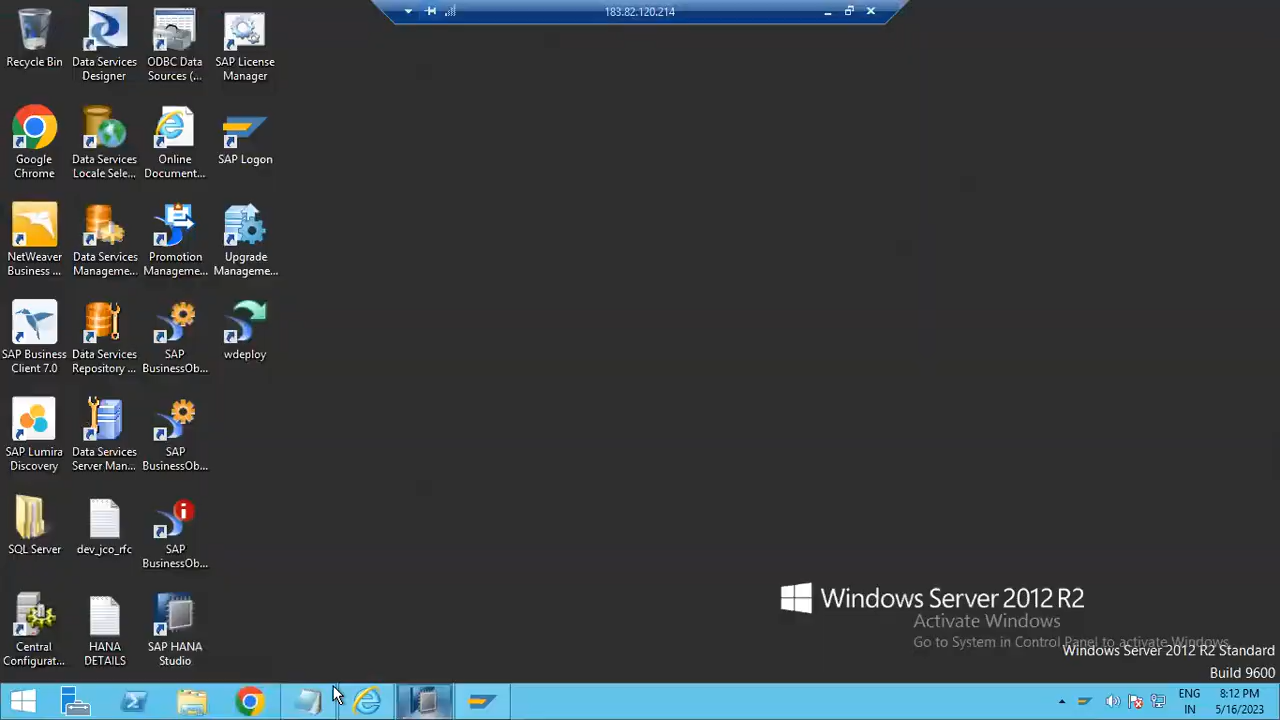 183.82.120.214
Recycle Bin
Data Services
Designer
ODBC Data
Sources (...
SAP License
Manager
Google
Chrome
Data Services
Locale Sele...
Online
Document...
SAP Logon
NetWeaver
Business ...
Data Services
Manageme...
Promotion
Manageme...
Upgrade
Manageme...
SAP Business
Client 7.0
Data Services
Repository ...
SAP
BusinessOb...
wdeploy
SAP Lumira
Discovery
Data Services
Server Man...
SAP
BusinessOb...
SQL Server
dev_jco_rfc
SAP
BusinessOb...
Central
Configurat...
HANA
DETAILS
SAP HANA
Studio
Windows Server 2012 R2
Activate Windows
Go to System in Control Panel to activate Windows.
Windows Server 2012 R2 Standard
Build 9600
ENG
IN
8:12 PM
5/16/2023